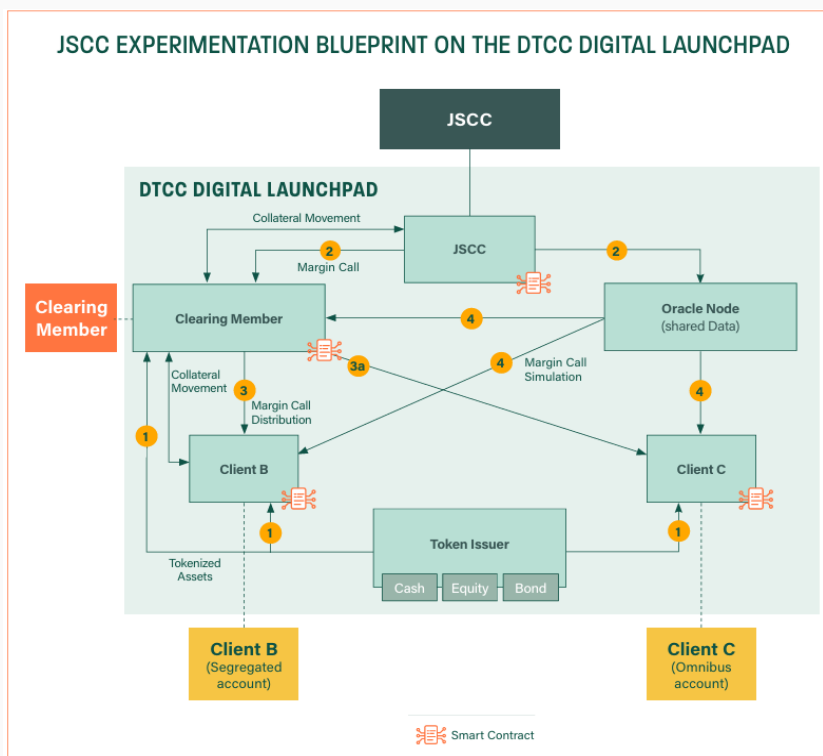 JSCC EXPERIMENTATION BLUEPRINT ON THE DTCC DIGITAL LAUNCHPAD
JSCC
DTCC DIGITAL LAUNCHPAD
Collateral Movement
2
Margin Call
JSCC
2
Clearing
Member
Clearing Member
Oracle Node
(shared Data)
4
3a
4
Margin Call
Simulation
Collateral
Movement
3
4
Margin Call
Distribution
1
Client B
Client C
1
Token Issuer
1
Tokenized
Assets
Cash
Equity
Bond
Client B
(Segregated
account)
Client C
(Omnibus
account)
Smart Contract